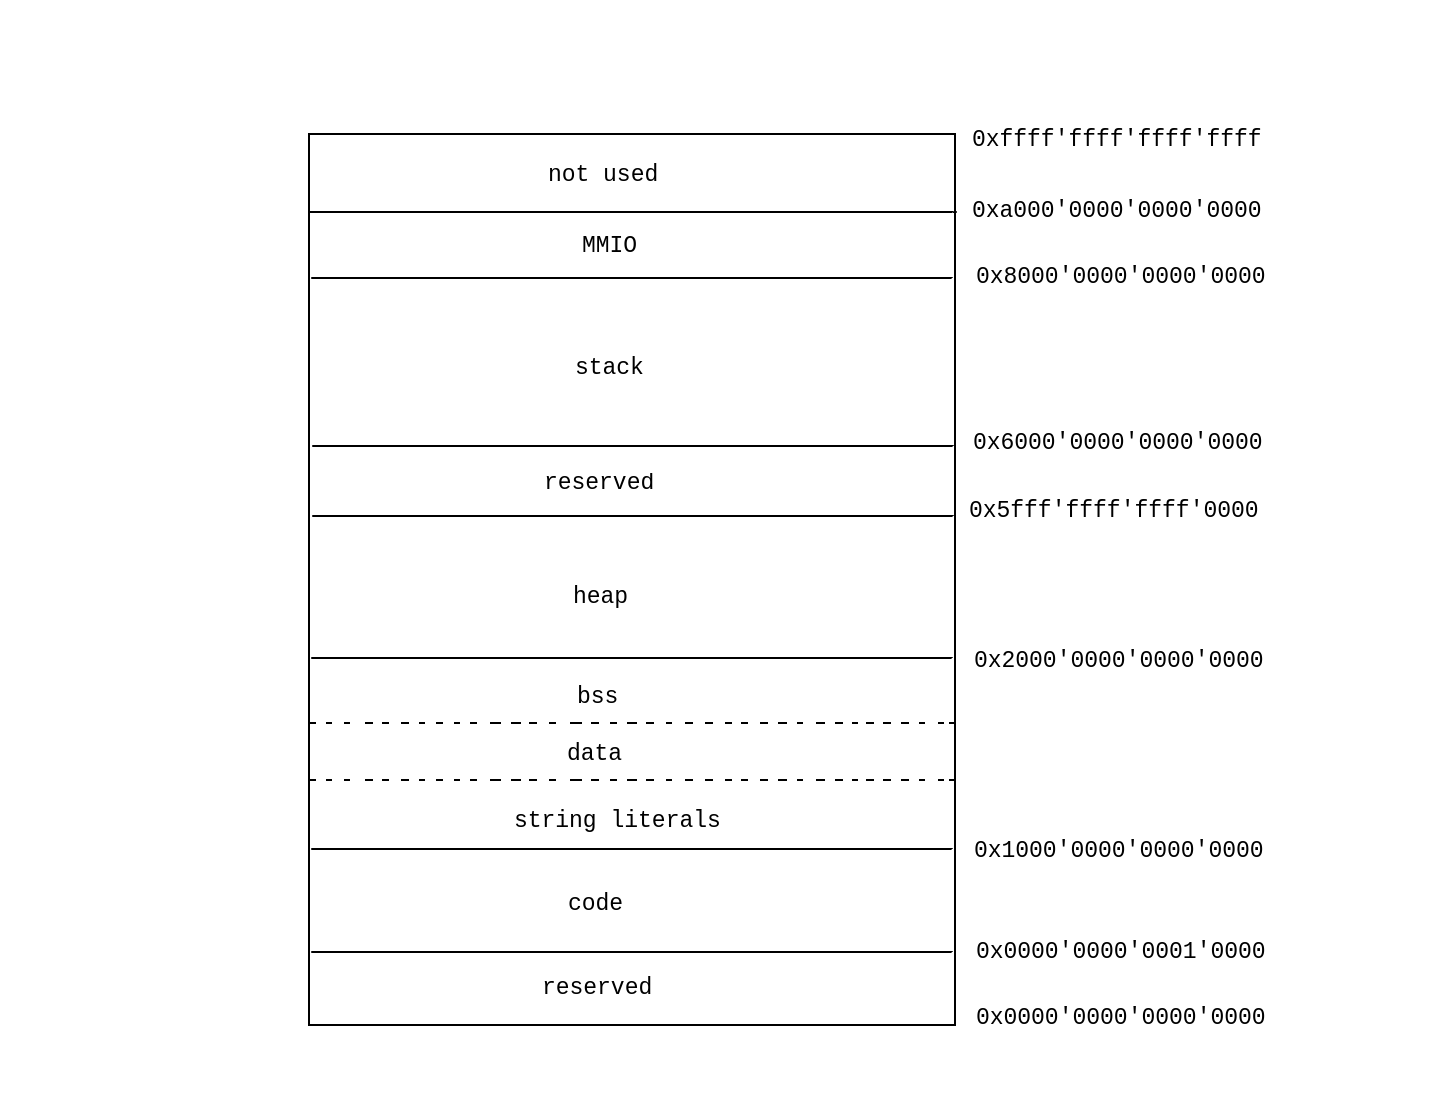 0xffff'ffff'ffff'ffff
not used
0xa000'0000'0000'0000
MMIO
0x8000'0000'0000'0000
stack
0x6000'0000'0000'0000
reserved
0x5fff'ffff'ffff'0000
heap
0x2000'0000'0000'0000
bss
data
string literals
0x1000'0000'0000'0000
code
0x0000'0000'0001'0000
reserved
0x0000'0000'0000'0000